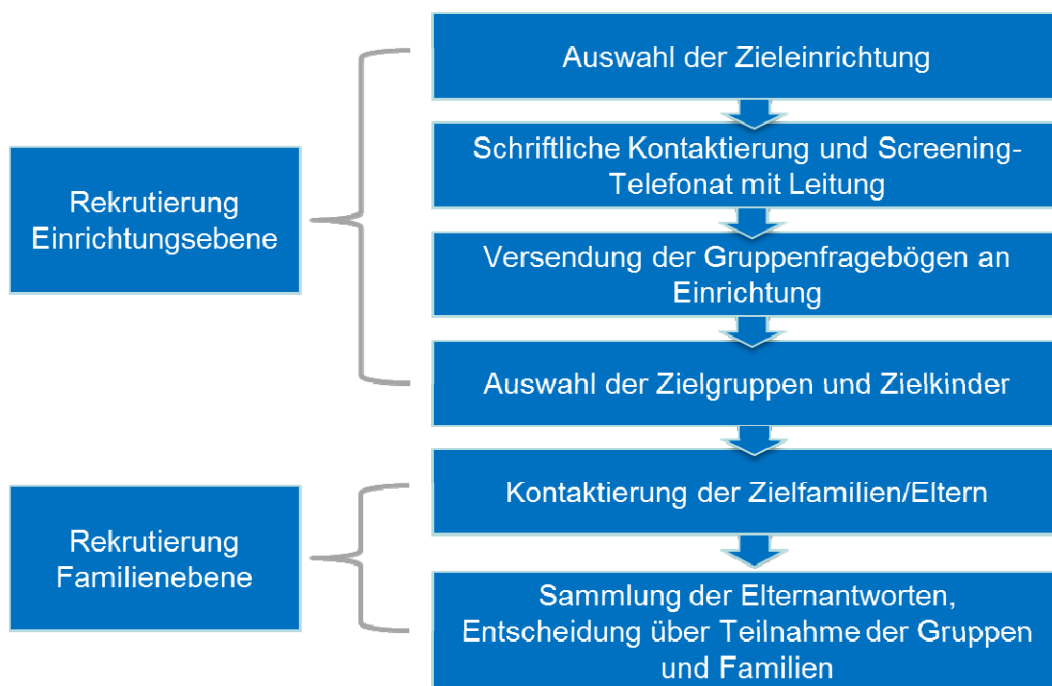 Auswahl der Zieleinrichtung
Schriftliche Kontaktierung und Screening-
Telefonat mit Leitung
Rekrutierung
Einrichtungsebene
Versendung der Gruppenfragebögen an
Einrichtung
Auswahl der Zielgruppen und Zielkinder
Kontaktierung der Zielfamilien/Eltern
Rekrutierung
Familienebene
Sammlung der Elternantworten,
Entscheidung über Teilnahme der Gruppen
und Familien